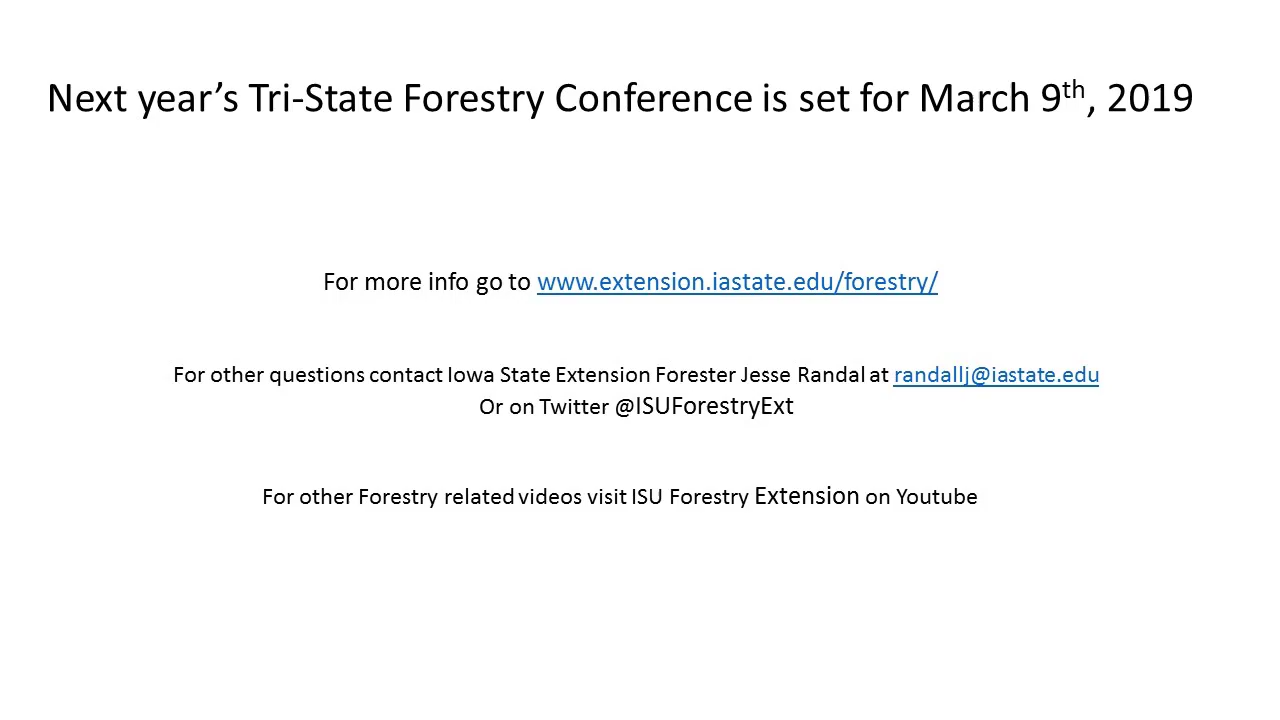 Next year’s Tri-State Forestry Conference is set for March 9th, 2019
For more info go to www.extension.iastate.edu/forestry/
For other questions contact Iowa State Extension Forester Jesse Randal at randallj@iastate.edu
Or on Twitter @ISUForestryExt
For other Forestry related videos visit ISU Forestry Extension on Youtube